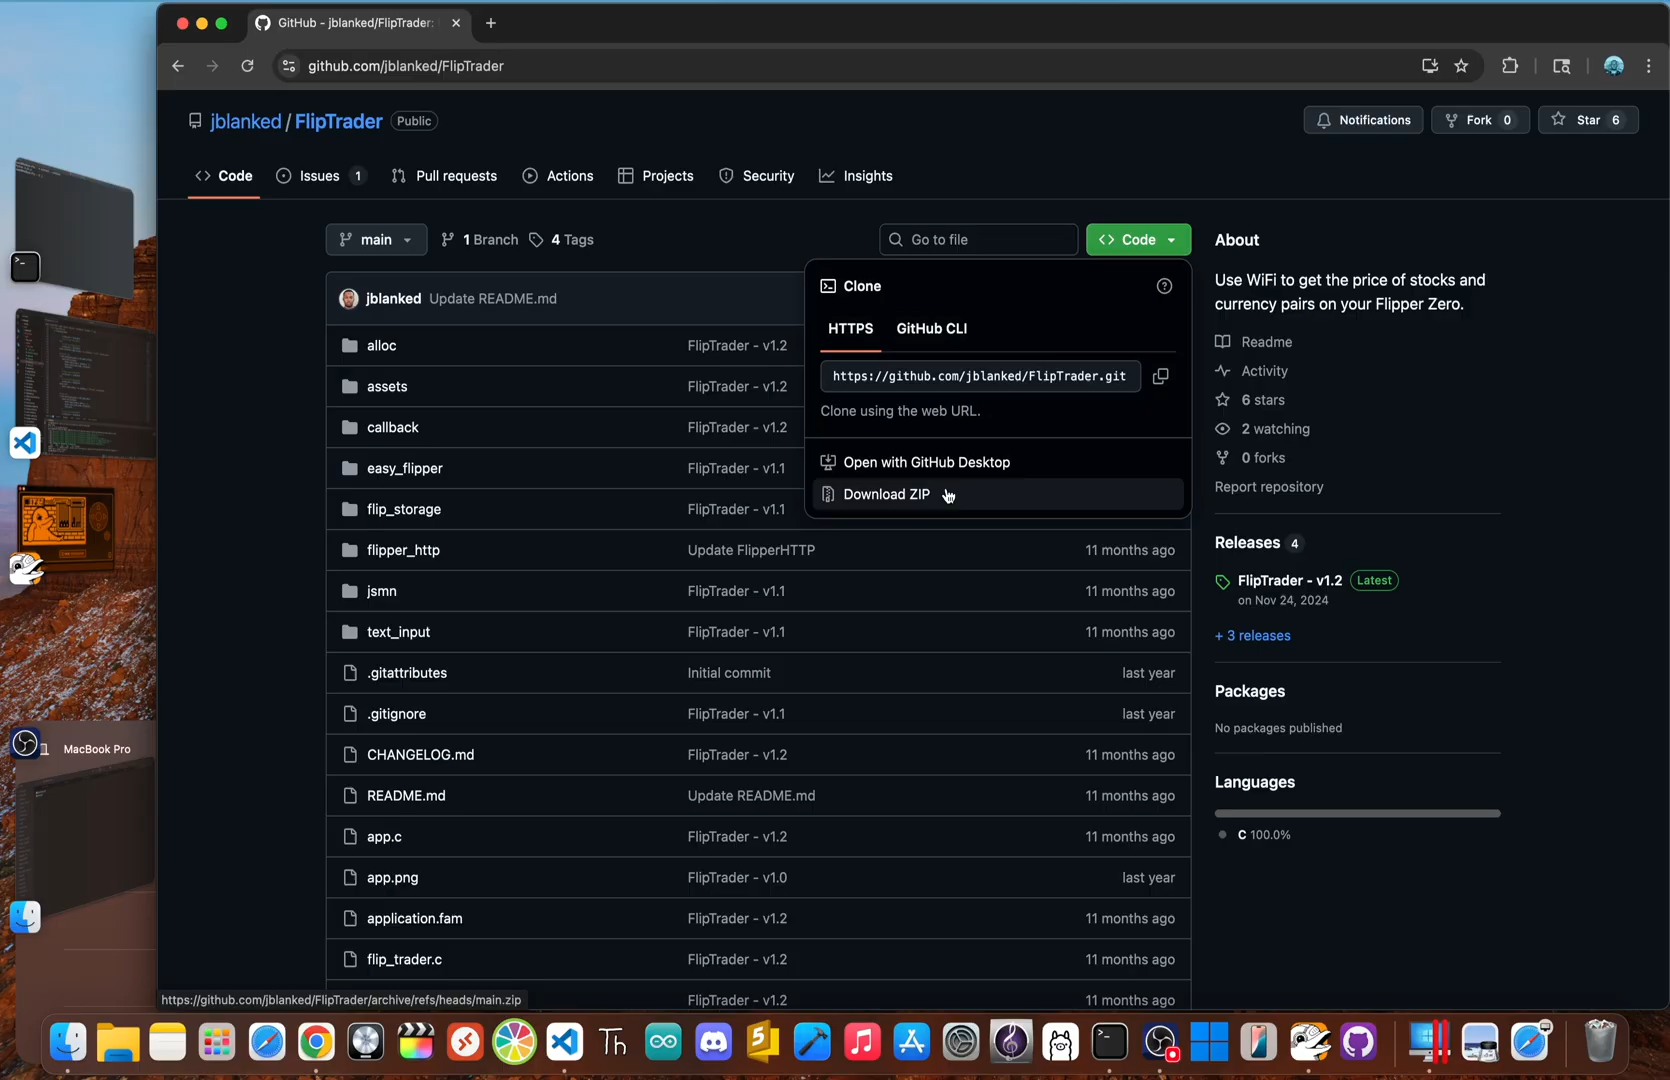 GitHub - jblanked/FlipTrader:
github.com/jblanked/FlipTrader
jblanked / FlipTrader Public
Notifications
Fork 0
Star 6
Code
Issues 1
Pull requests
Actions
Projects
Security
Insights
main
1 Branch
4 Tags
Go to file
Code
jblanked Update README.md
alloc FlipTrader - v1.2
assets FlipTrader - v1.2
callback FlipTrader - v1.2
easy_flipper FlipTrader - v1.1
flip_storage FlipTrader - v1.1
flipper_http Update FlipperHTTP 11 months ago
jsmn FlipTrader - v1.1 11 months ago
text_input FlipTrader - v1.1 11 months ago
.gitattributes Initial commit last year
.gitignore FlipTrader - v1.1 last year
CHANGELOG.md FlipTrader - v1.2 11 months ago
README.md Update README.md 11 months ago
app.c FlipTrader - v1.2 11 months ago
app.png FlipTrader - v1.0 last year
application.fam FlipTrader - v1.2 11 months ago
flip_trader.c FlipTrader - v1.2 11 months ago
FlipTrader - v1.2 11 months ago
Clone
HTTPS GitHub CLI
https://github.com/jblanked/FlipTrader.git
Clone using the web URL.
Open with GitHub Desktop
Download ZIP
About
Use WiFi to get the price of stocks and
currency pairs on your Flipper Zero.
Readme
Activity
6 stars
2 watching
0 forks
Report repository
Releases 4
FlipTrader - v1.2 Latest
on Nov 24, 2024
+ 3 releases
Packages
No packages published
Languages
C 100.0%
MacBook Pro
https://github.com/jblanked/FlipTrader/archive/refs/heads/main.zip
Th
5